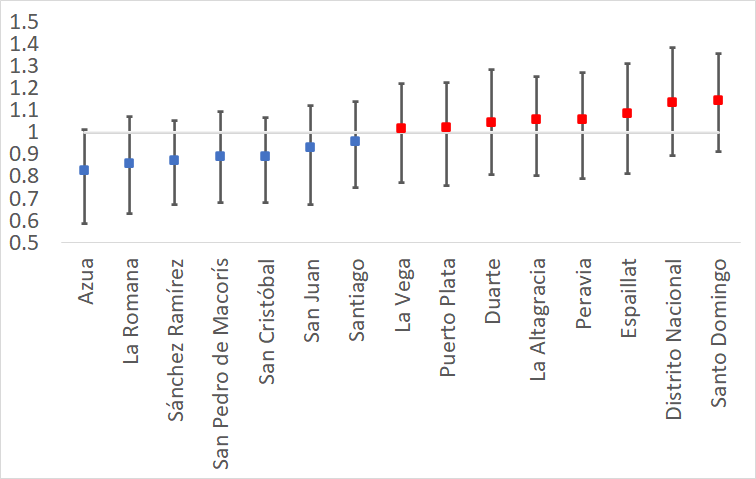 1.5
1.4
1.3
1.2
1.1
1
0.9
0.8
0.7
0.6
0.5
Azua
La Romana
Sánchez Ramírez
San Pedro de Macorís
San Cristóbal
San Juan
Santiago
La Vega
Puerto Plata
Duarte
La Altagracia
Peravia
Espaillat
Distrito Nacional
Santo Domingo